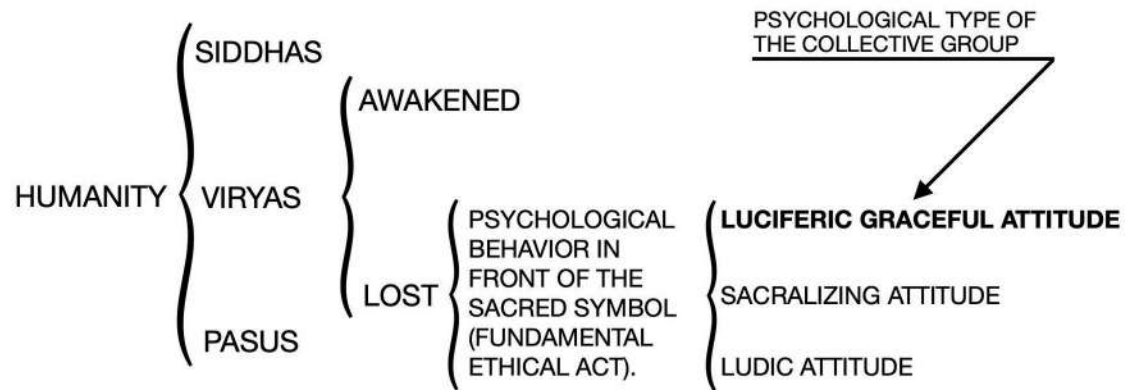 PSYCHOLOGICAL TYPE OF
THE COLLECTIVE GROUP
HUMANITY
SIDDHAS
VIRYAS
PASUS
AWAKENED
LOST
PSYCHOLOGICAL
BEHAVIOR IN
FRONT OF THE
SACRED SYMBOL
(FUNDAMENTAL
ETHICAL ACT).
LUCIFERIC GRACEFUL ATTITUDE
SACRALIZING ATTITUDE
LUDIC ATTITUDE